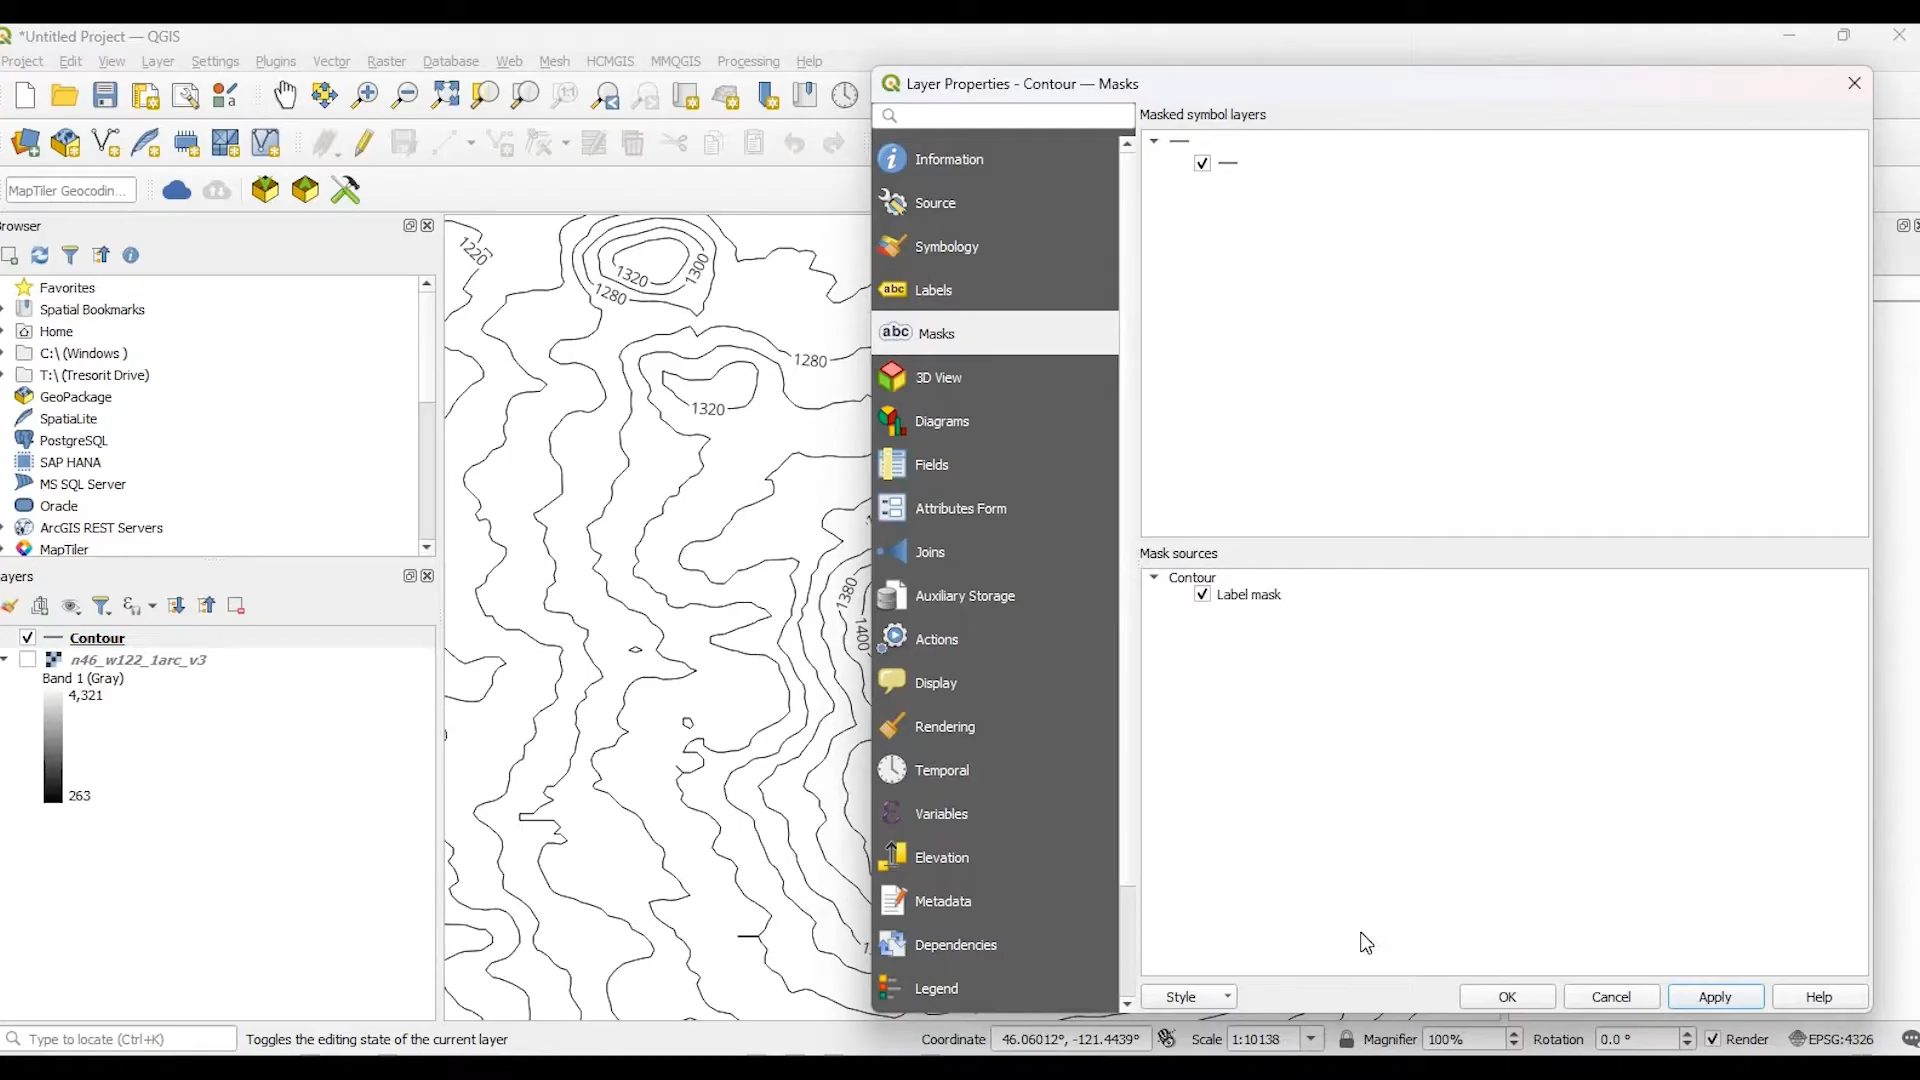 *Untitled Project — QGIS
Project Edit View Layer Settings Plugins Vector Raster Database Web Mesh HCMGIS MMQGIS Processing Help
MapTiler Geocodin...
Browser
Favorites
Spatial Bookmarks
Home
C:\ (Windows )
T:\ (Tresorit Drive)
GeoPackage
SpatiaLite
PostgreSQL
SAP HANA
MS SQL Server
Oracle
ArcGIS REST Servers
MapTiler
ayers
Contour
n46_w122_1arc_v3
Band 1 (Gray)
4,321
263
1220
1320
1300
1280
1280
1320
1380
1400
Layer Properties - Contour — Masks
Information
Source
Symbology
abc Labels
abc Masks
3D View
Diagrams
Fields
Attributes Form
Joins
Auxiliary Storage
Actions
Display
Rendering
Temporal
Variables
Elevation
Metadata
Dependencies
Legend
Masked symbol layers
Mask sources
Contour
Label mask
Style OK Cancel Apply Help
Type to locate (Ctrl+K) Toggles the editing state of the current layer Coordinate 46.06012°, -121.4439° Scale 1:10138 Magnifier 100% Rotation 0.0 ° Render EPSG:4326